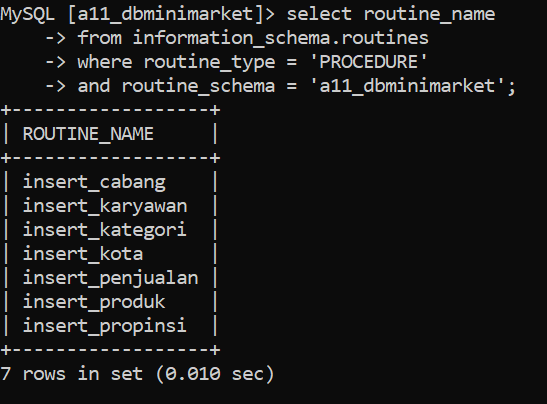 MySQL [a11_dbminimarket]> select routine_name
    -> from information_schema.routines
    -> where routine_type = 'PROCEDURE'
    -> and routine_schema = 'a11_dbminimarket';
+------------------+
| ROUTINE_NAME     |
+------------------+
| insert_cabang    |
| insert_karyawan  |
| insert_kategori  |
| insert_kota      |
| insert_penjualan |
| insert_produk    |
| insert_propinsi  |
+------------------+
7 rows in set (0.010 sec)